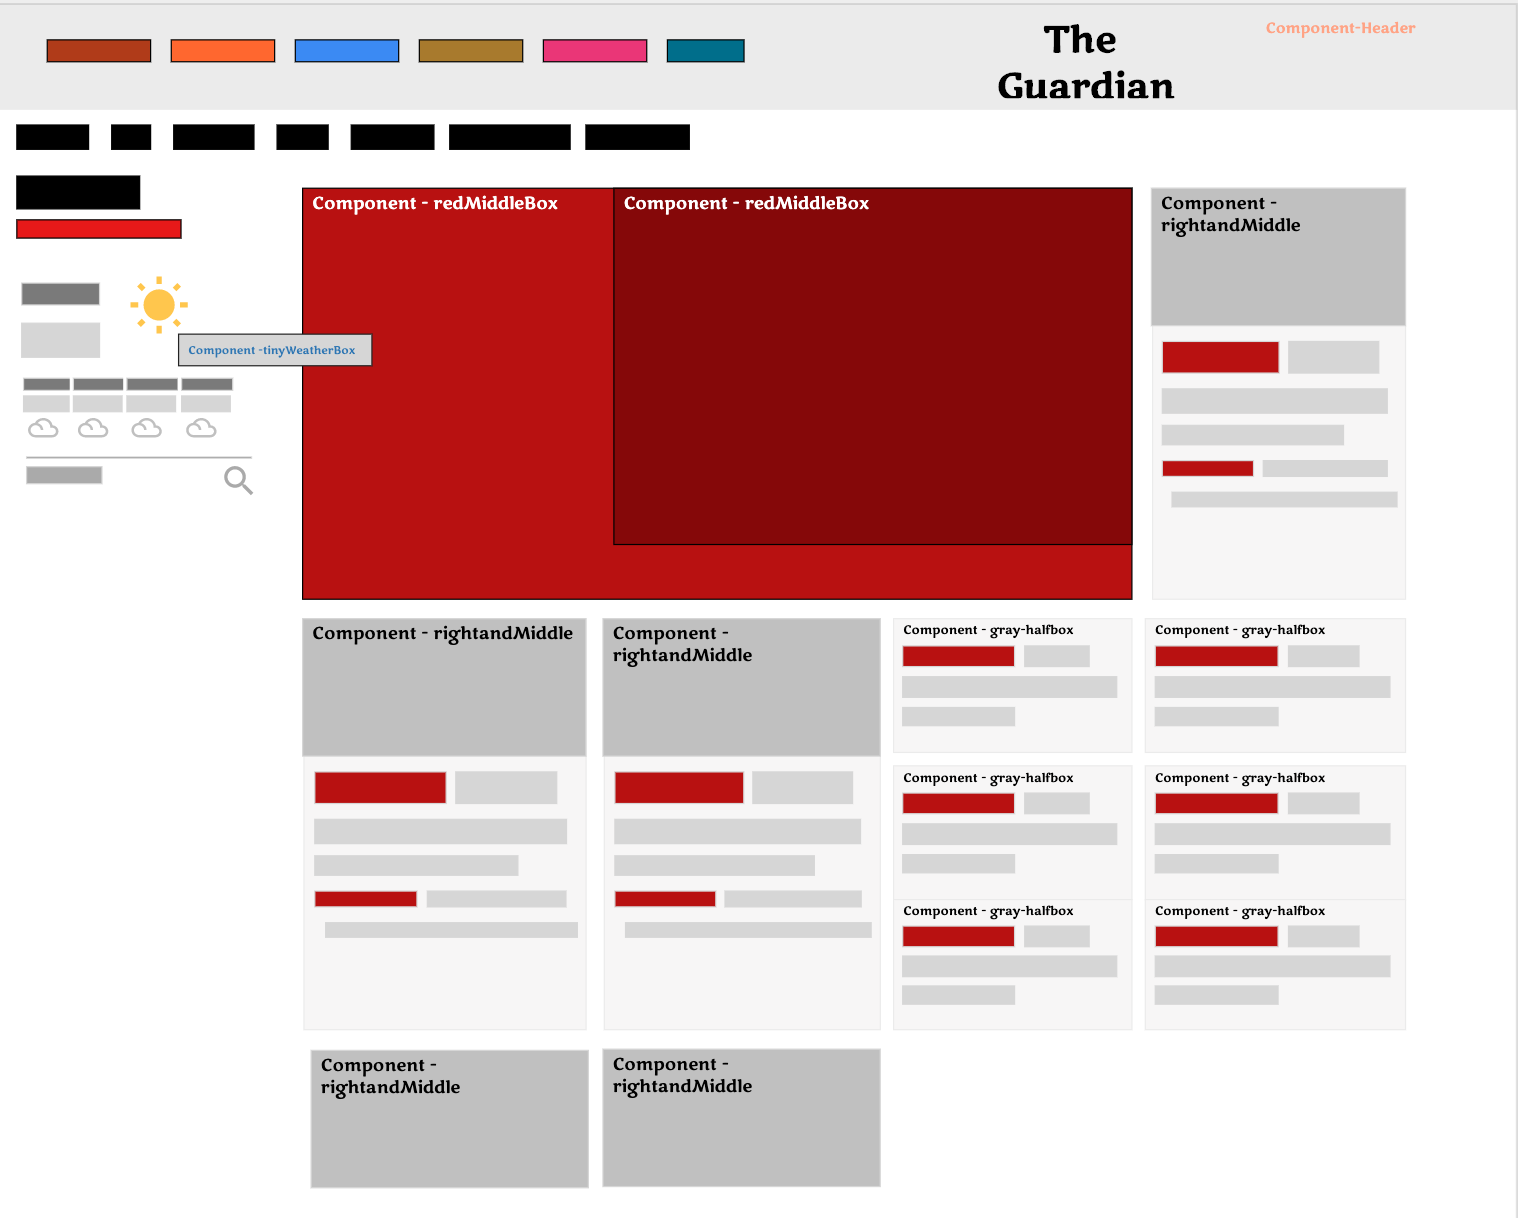 The
Guardian
Component-Header
Component - redMiddleBox
Component - redMiddleBox
Component -
rightandMiddle
Component -tinyWeatherBox
Component - rightandMiddle
Component -
rightandMiddle
Component - gray-halfbox
Component - gray-halfbox
Component - gray-halfbox
Component - gray-halfbox
Component - gray-halfbox
Component - gray-halfbox
Component -
rightandMiddle
Component -
rightandMiddle